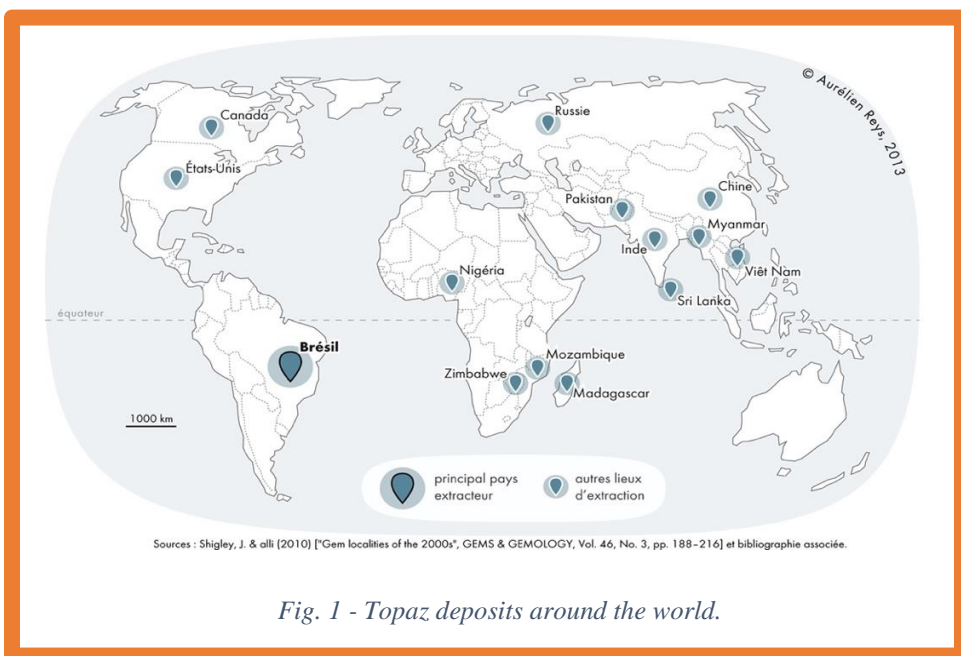 © Aurélien Reys, 2013
Canada
Russie
États-Unis
Chine
Pakistan
Myanmar
Inde
Nigéria
Viêt Nam
Sri Lanka
équateur
Brésil
Mozambique
Zimbabwe
Madagascar
1000 km
principal pays
extracteur
autres lieux
d'extraction
Sources : Shigley, J. & alli (2010) ["Gem localities of the 2000s", GEMS & GEMOLOGY, Vol. 46, No. 3, pp. 188–216] et bibliographie associée.
Fig. 1 - Topaz deposits around the world.